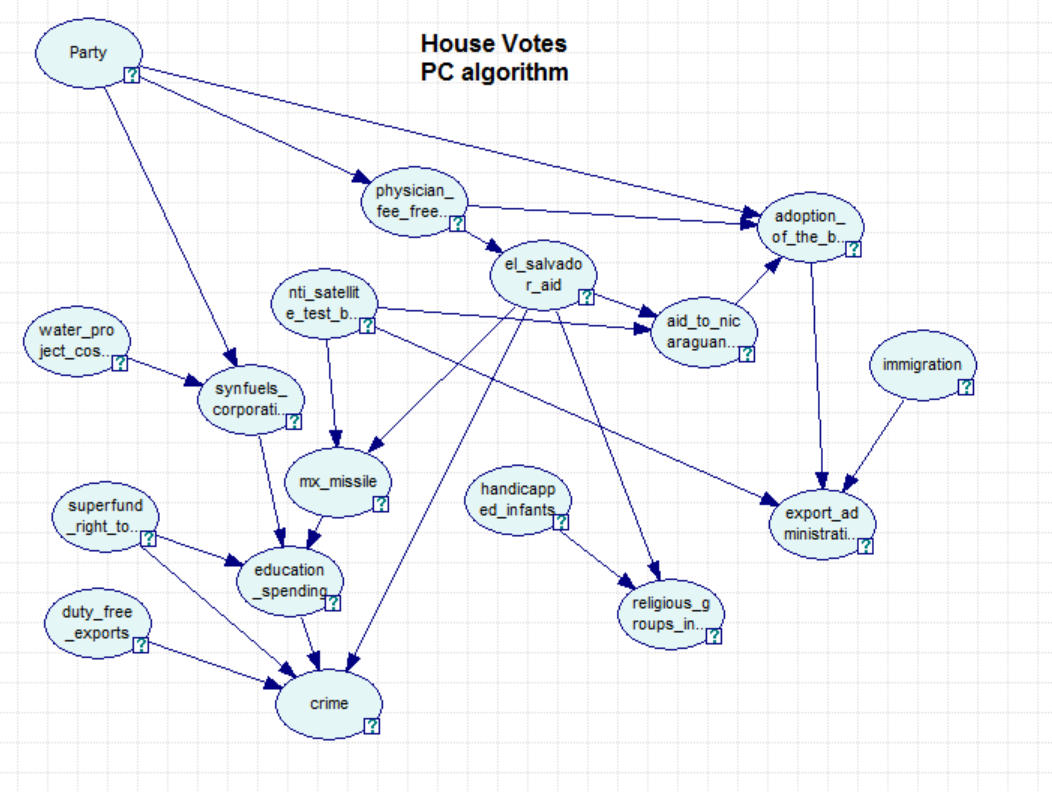 House Votes
PC algorithm
Party
?
physician_
fee_free...
?
adoption_
of_the_b...
?
el_salvado
r_aid
?
nti_satellit
e_test_b...
?
aid_to_nic
araguan...
?
water_pro
ject_cos...
?
immigration
?
synfuels_
corporati...
?
mx_missile
?
handicapp
ed_infants
?
superfund
_right_to...
?
export_ad
ministrati...
?
education
_spending
?
duty_free
_exports
?
religious_g
roups_in...
?
crime
?